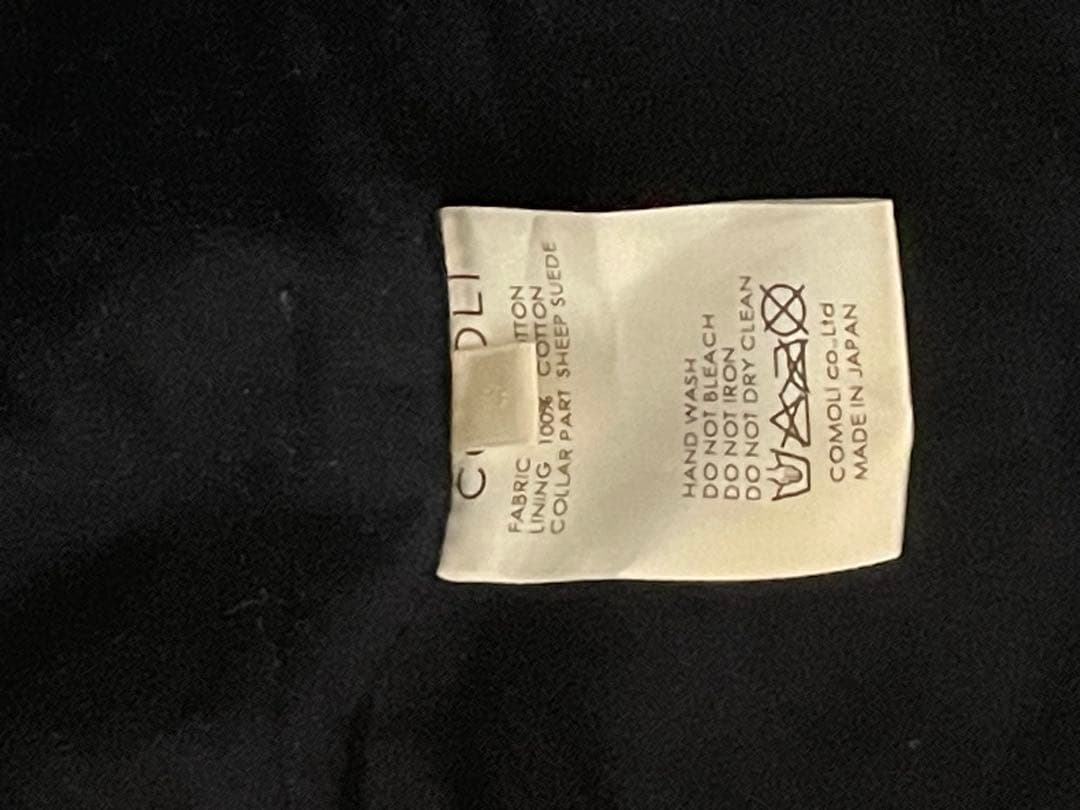 FABRIC
LINING 100% COTTON
COLLAR PART SHEEP SUEDE
HAND WASH
DO NOT BLEACH
DO NOT IRON
DO NOT DRY CLEAN
COMOLI CO.,Ltd
MADE IN JAPAN